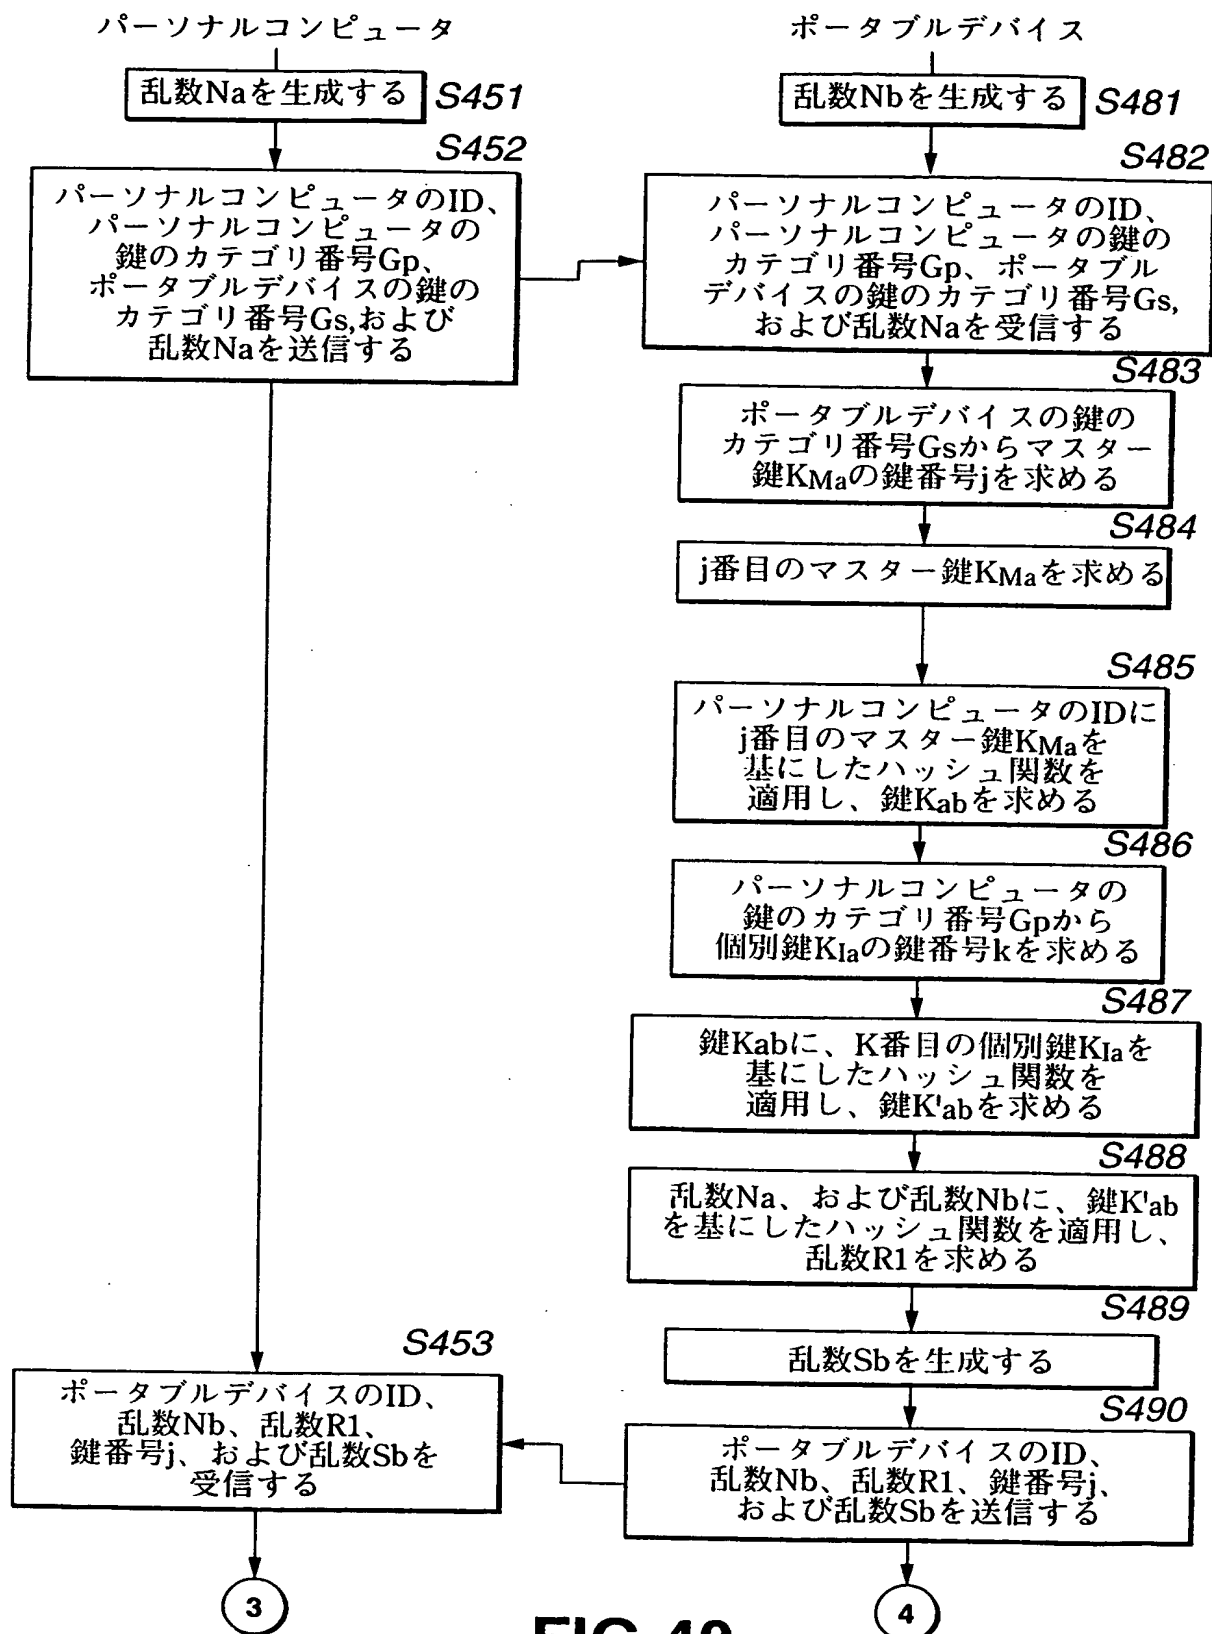 パーソナルコンピュータ
乱数Naを生成する
S451
S452
パーソナルコンピュータのID、
パーソナルコンピュータの
鍵のカテゴリ番号Gp、
ポータブルデバイスの鍵の
カテゴリ番号Gs,および
乱数Naを送信する
S453
ポータブルデバイスのID、
乱数Nb、乱数R1、
鍵番号j、および乱数Sbを
受信する
3
ポータブルデバイス
乱数Nbを生成する
S481
S482
パーソナルコンピュータのID、
パーソナルコンピュータの鍵の
カテゴリ番号Gp、ポータブル
デバイスの鍵のカテゴリ番号Gs,
および乱数Naを受信する
S483
ポータブルデバイスの鍵の
カテゴリ番号Gsからマスター
鍵KMaの鍵番号jを求める
S484
j番目のマスター鍵KMaを求める
S485
パーソナルコンピュータのIDに
j番目のマスター鍵KMaを
基にしたハッシュ関数を
適用し、鍵Kabを求める
S486
パーソナルコンピュータの
鍵のカテゴリ番号Gpから
個別鍵KIaの鍵番号kを求める
S487
鍵Kabに、K番目の個別鍵KIaを
基にしたハッシュ関数を
適用し、鍵K'abを求める
S488
乱数Na、および乱数Nbに、鍵K'ab
を基にしたハッシュ関数を適用し、
乱数R1を求める
S489
乱数Sbを生成する
S490
ポータブルデバイスのID、
乱数Nb、乱数R1、鍵番号j、
および乱数Sbを送信する
4